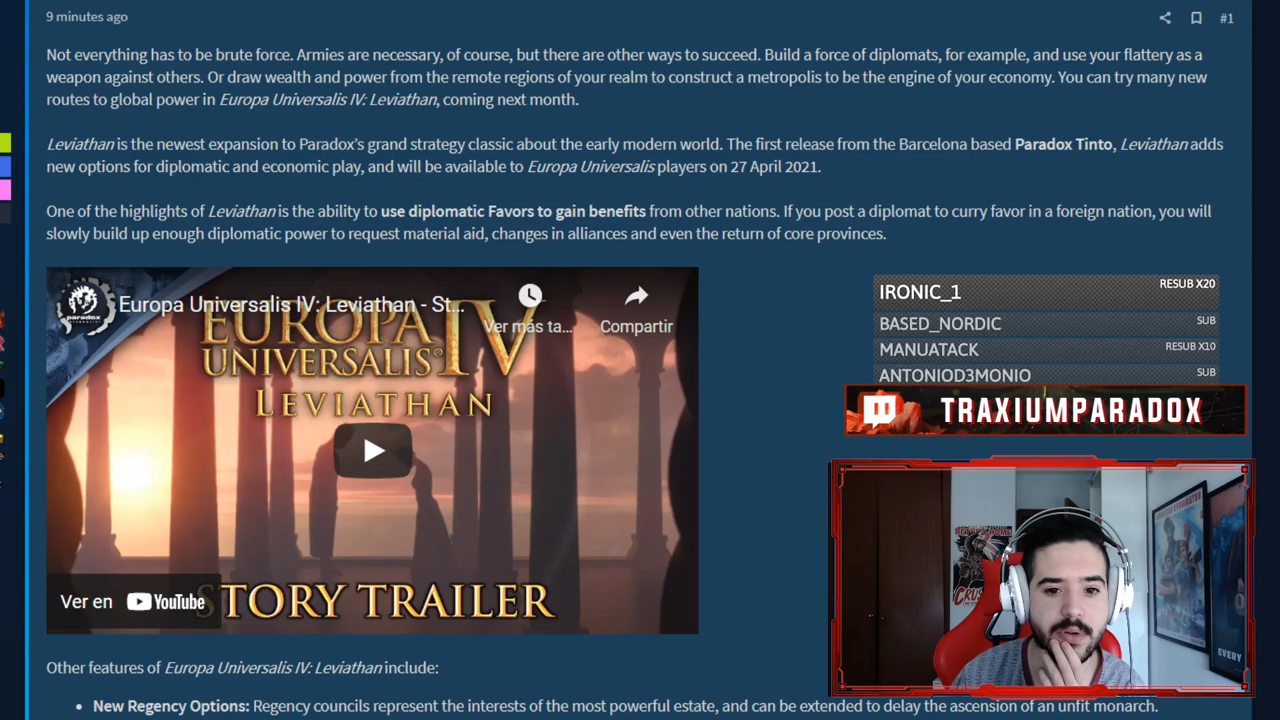 9 minutes ago
#1
Not everything has to be brute force. Armies are necessary, of course, but there are other ways to succeed. Build a force of diplomats, for example, and use your flattery as a
weapon against others. Or draw wealth and power from the remote regions of your realm to construct a metropolis to be the engine of your economy. You can try many new
routes to global power in Europa Universalis IV: Leviathan, coming next month.
Leviathan is the newest expansion to Paradox's grand strategy classic about the early modern world. The first release from the Barcelona based Paradox Tinto, Leviathan adds
new options for diplomatic and economic play, and will be available to Europa Universalis players on 27 April 2021.
One of the highlights of Leviathan is the ability to use diplomatic Favors to gain benefits from other nations. If you post a diplomat to curry favor in a foreign nation, you will
slowly build up enough diplomatic power to request material aid, changes in alliances and even the return of core provinces.
Europa Universalis IV: Leviathan - St...
Ver más ta...
Compartir
paradox
EUROPA
UNIVERSALIS IV
LEVIATHAN
Ver en YouTube
STORY TRAILER
IRONIC_1 RESUB X20
BASED_NORDIC SUB
MANUATACK RESUB X10
ANTONIOD3MONIO SUB
TRAXIUMPARADOX
EVERY
Other features of Europa Universalis IV: Leviathan include:
• New Regency Options: Regency councils represent the interests of the most powerful estate, and can be extended to delay the ascension of an unfit monarch.